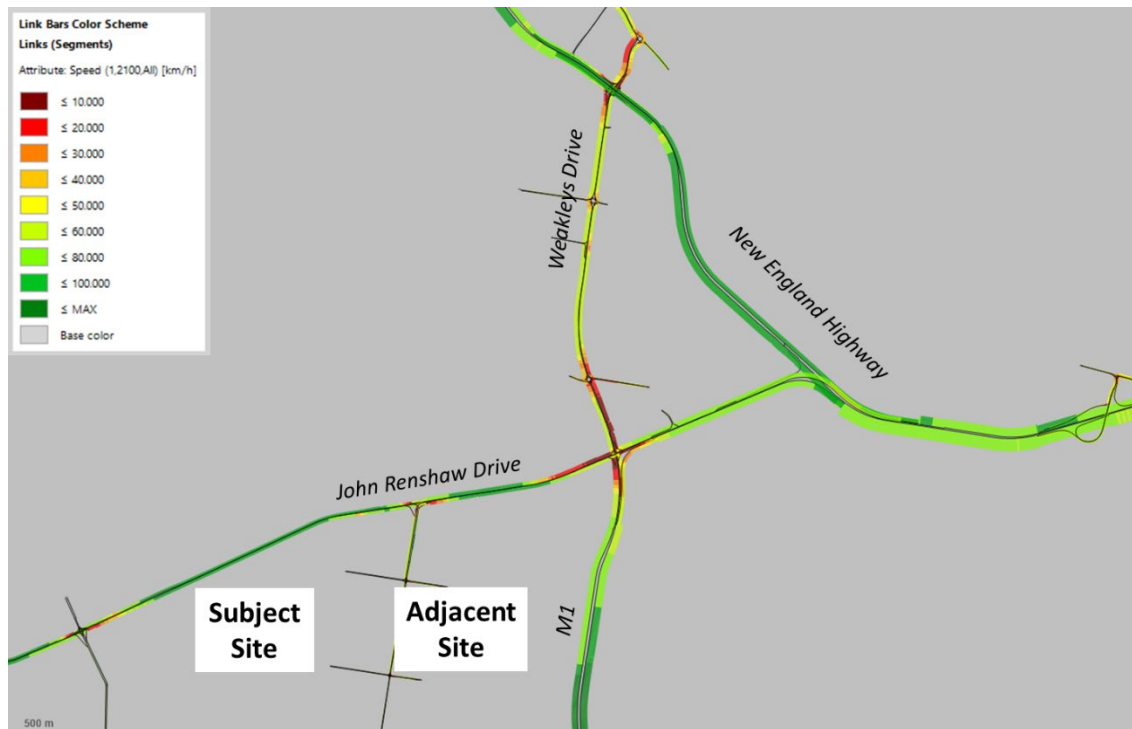 Link Bars Color Scheme
Links (Segments)
Attribute: Speed (1,2100,All) [km/h]
≤ 10.000
≤ 20.000
≤ 30.000
≤ 40.000
≤ 50.000
≤ 60.000
≤ 80.000
≤ 100.000
≤ MAX
Base color
Weakleys Drive
New England Highway
John Renshaw Drive
Subject
Site
Adjacent
Site
M1
500 m